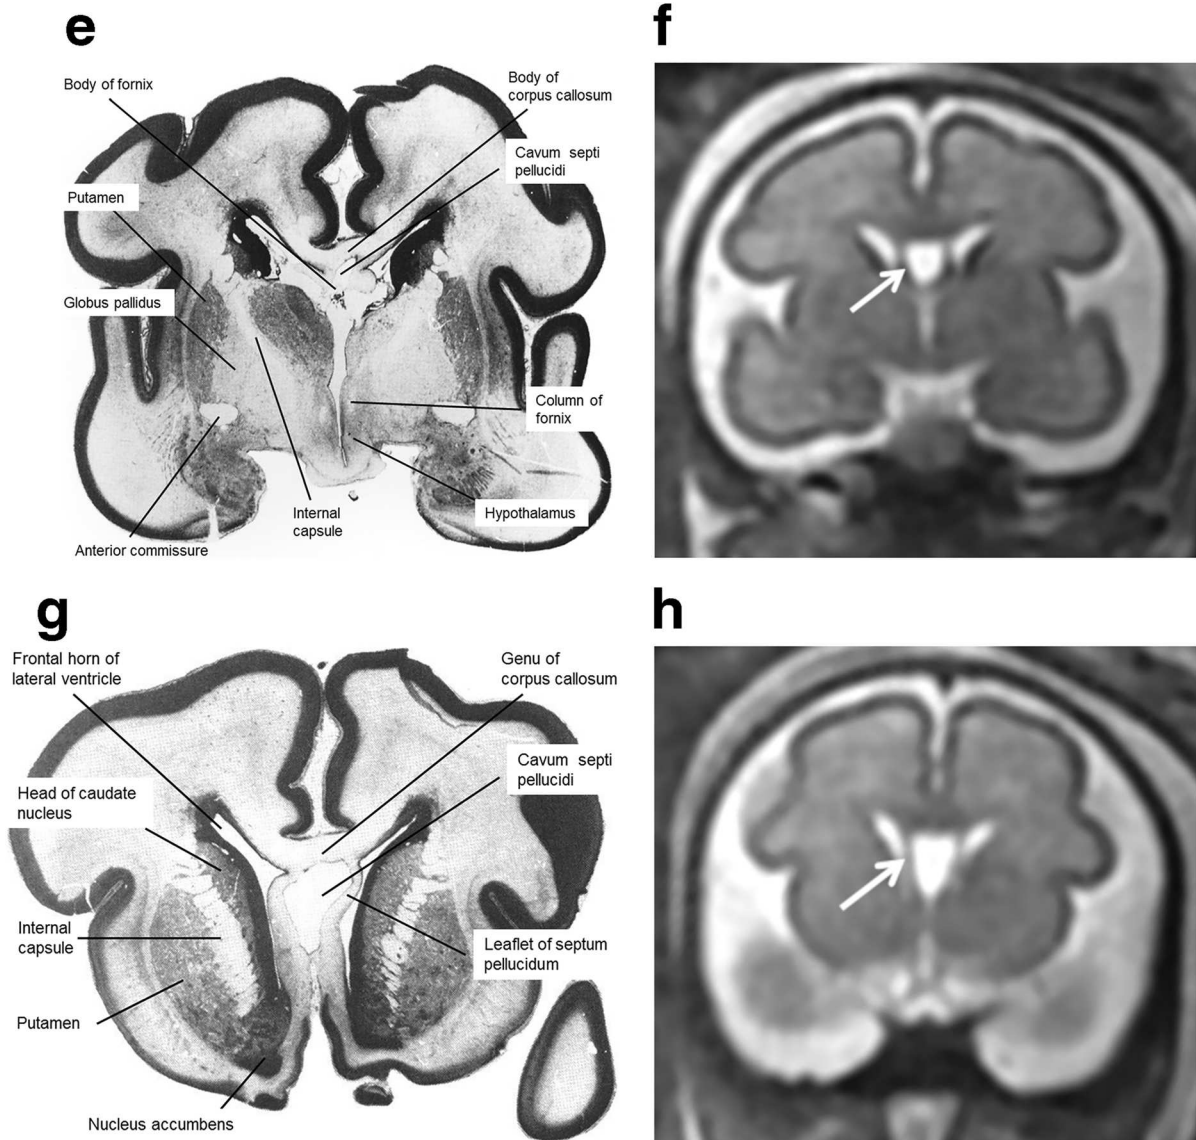 e
f
Body of fornix
Body of
corpus callosum
Cavum septi
pellucidi
Putamen
Globus pallidus
Column of
fornix
Internal
capsule
Hypothalamus
Anterior commissure
g
h
Frontal horn of
lateral ventricle
Genu of
corpus callosum
Cavum septi
pellucidi
Head of caudate
nucleus
Internal
capsule
Leaflet of septum
pellucidum
Putamen
Nucleus accumbens